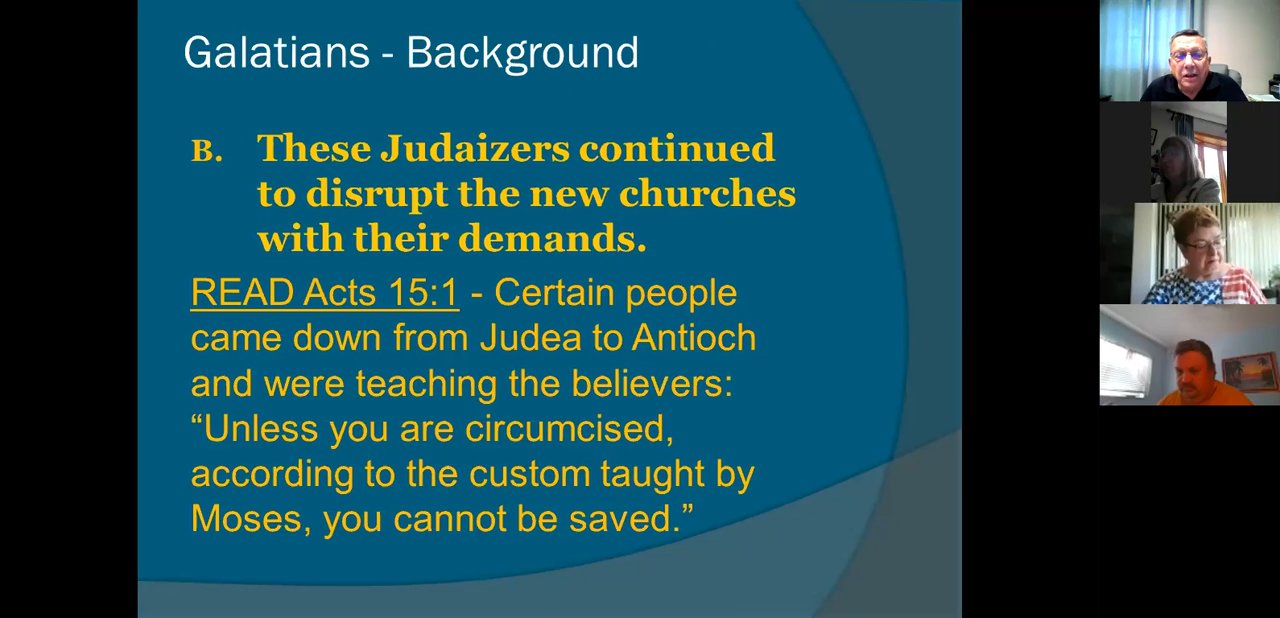 Galatians - Background
B. These Judaizers continued
to disrupt the new churches
with their demands.
READ Acts 15:1 - Certain people
came down from Judea to Antioch
and were teaching the believers:
“Unless you are circumcised,
according to the custom taught by
Moses, you cannot be saved.”